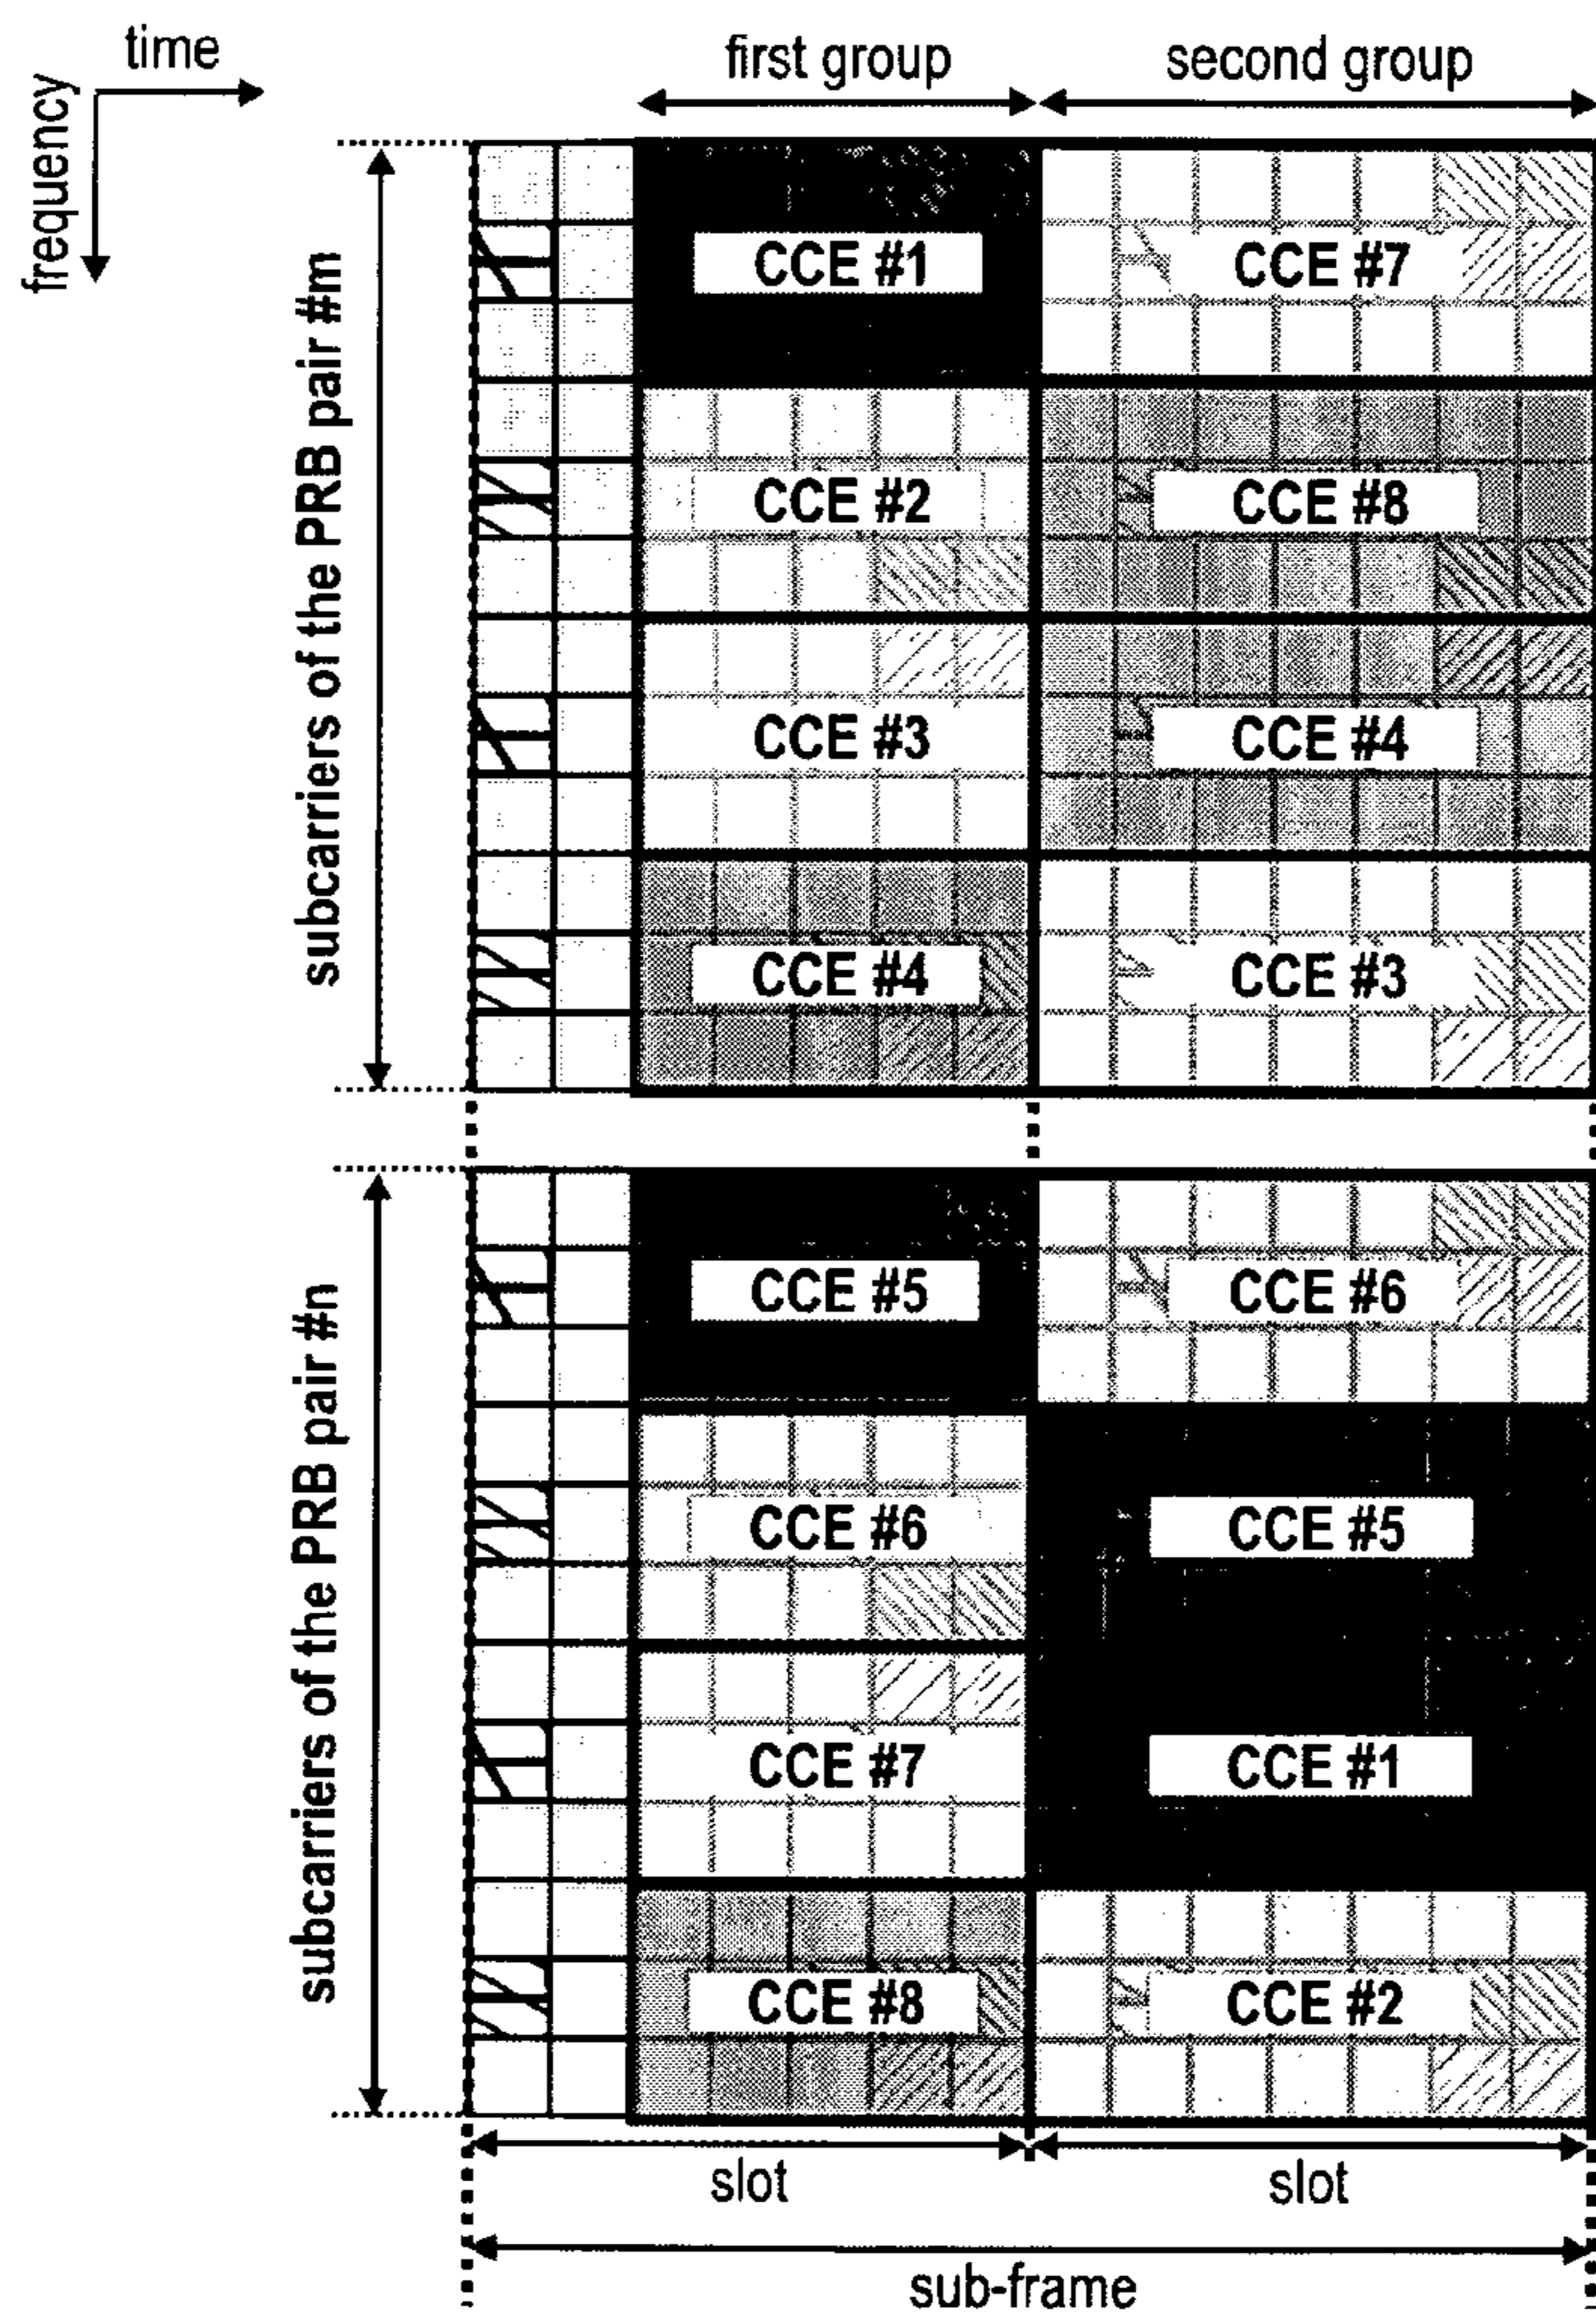 time
frequency
first group
second group
subcarriers of the PRB pair #m
CCE #1
CCE #7
CCE #2
CCE #8
CCE #3
CCE #4
CCE #4
CCE #3
subcarriers of the PRB pair #n
CCE #5
CCE #6
CCE #6
CCE #5
CCE #7
CCE #1
CCE #8
CCE #2
slot
slot
sub-frame